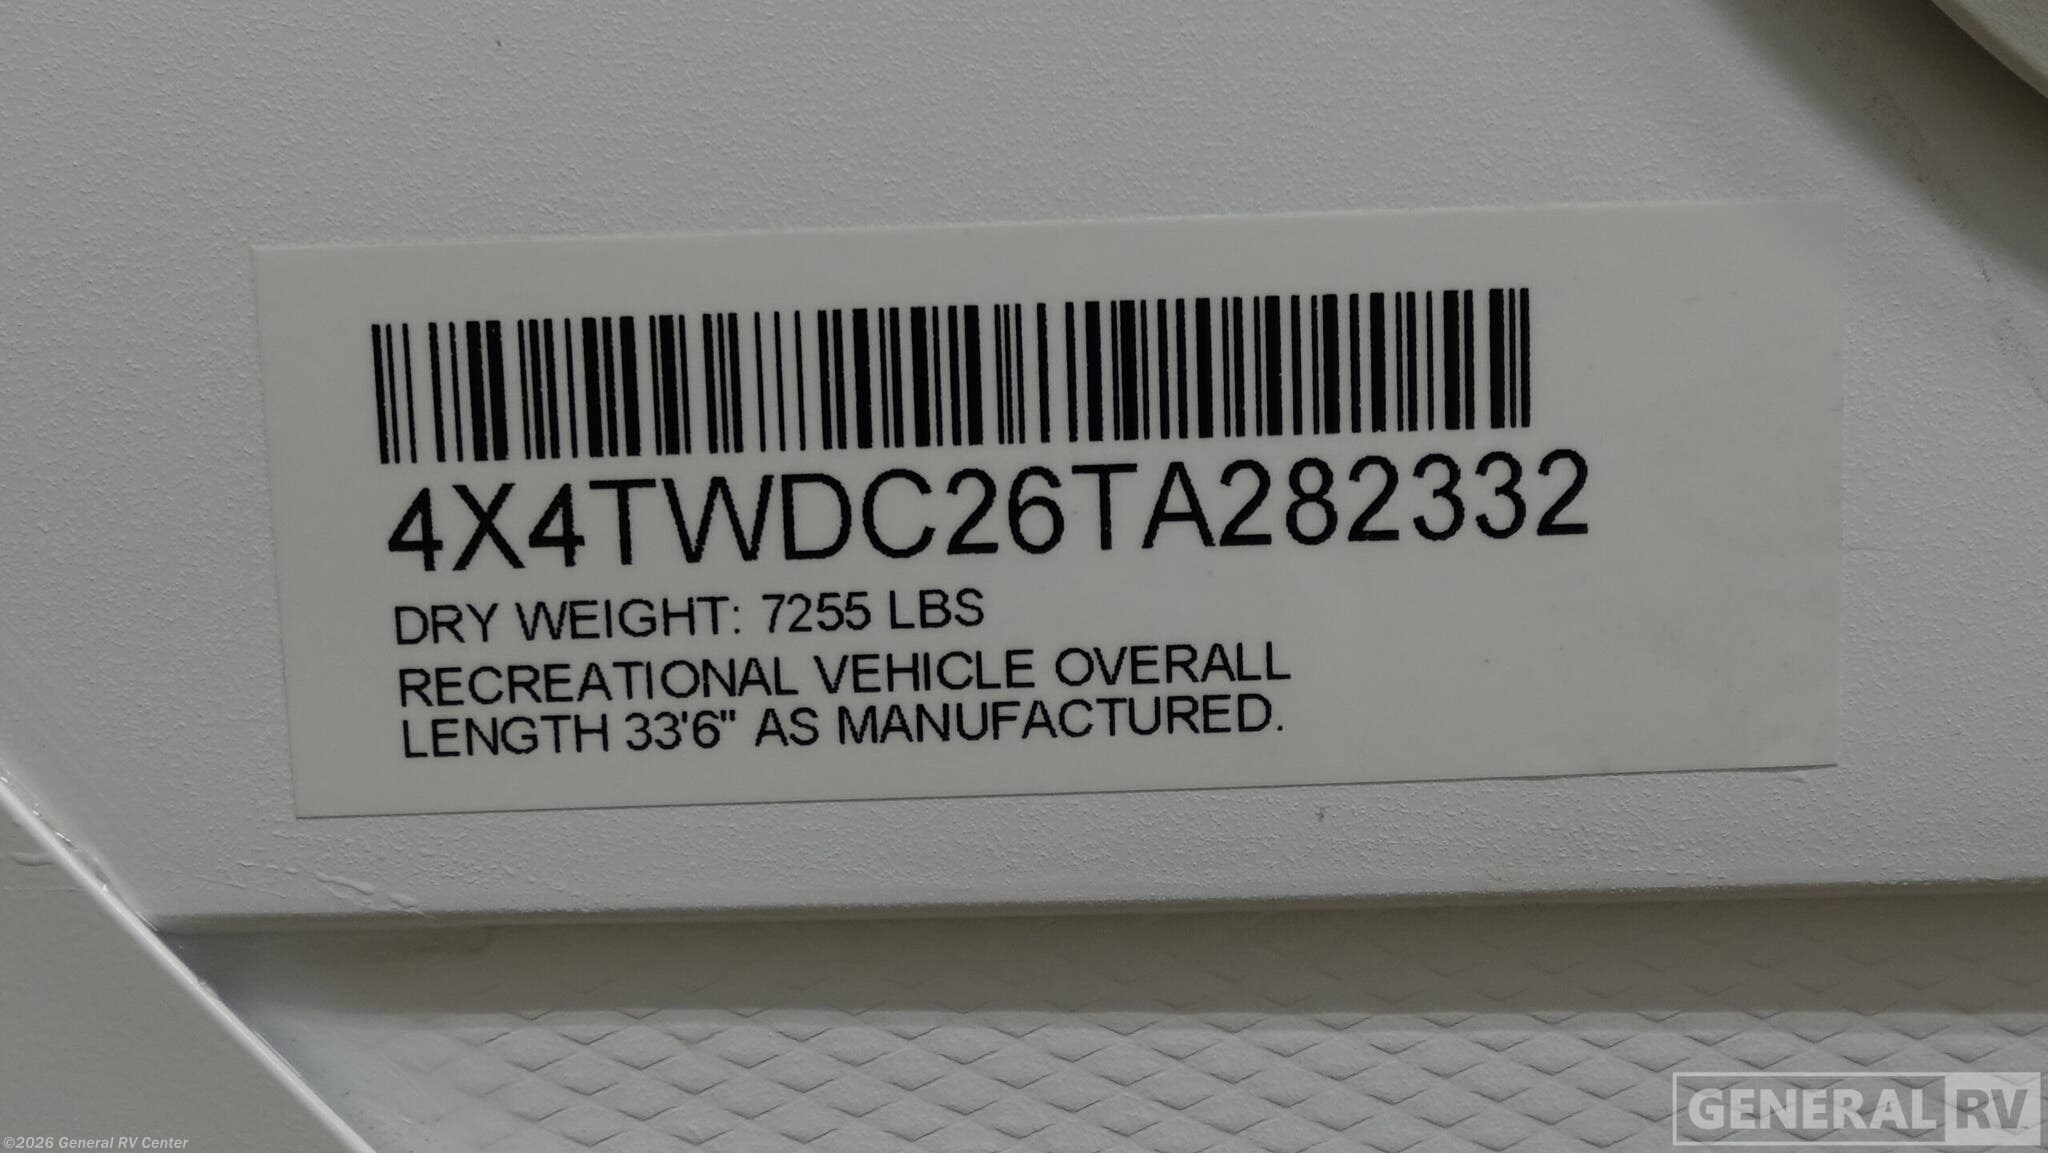 4X4TWDC26TA282332
DRY WEIGHT: 7255 LBS
RECREATIONAL VEHICLE OVERALL
LENGTH 33'6" AS MANUFACTURED.
GENERAL RV
©2026 General RV Center